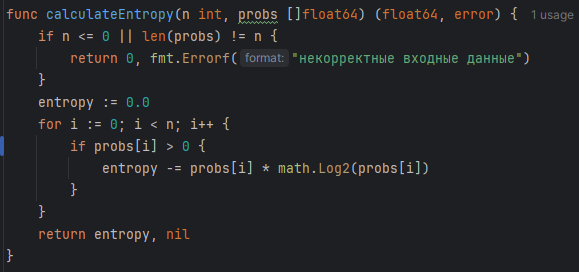 func calculateEntropy(n int, probs []float64) (float64, error) { 1 usage
    if n <= 0 || len(probs) != n {
        return 0, fmt.Errorf( format: "некорректные входные данные")
    }
    entropy := 0.0
    for i := 0; i < n; i++ {
        if probs[i] > 0 {
            entropy -= probs[i] * math.Log2(probs[i])
        }
    }
    return entropy, nil
}